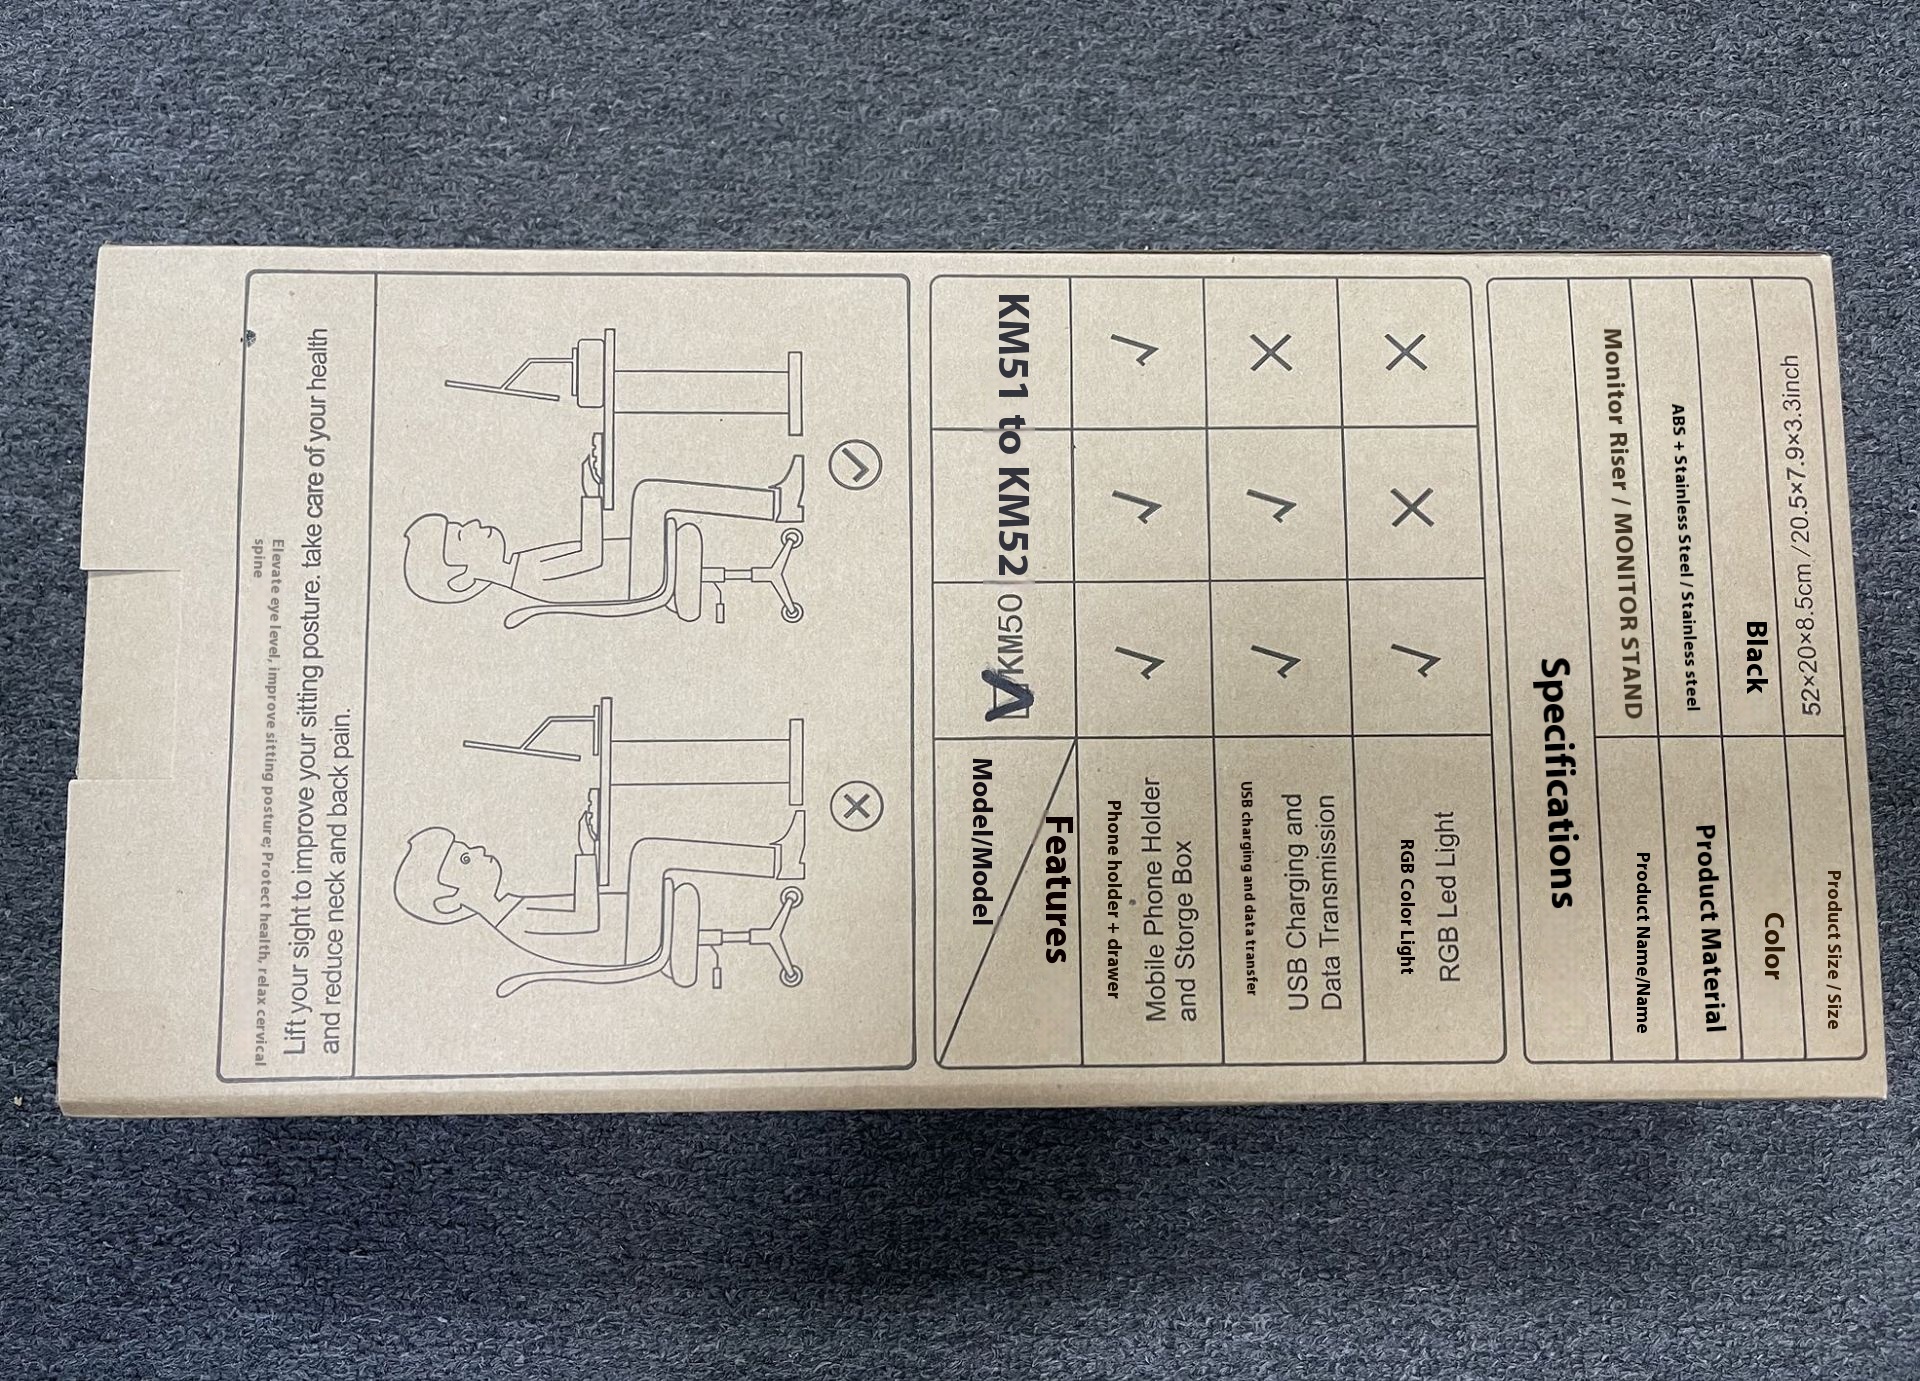 Elevate eye level, improve sitting posture; Protect health, relax cervical
spine
Lift your sight to improve your sitting posture. take care of your health
and reduce neck and back pain.
Features
Model/Model
KM50
KM51 to KM52
Phone holder + drawer
Mobile Phone Holder
and Storge Box
USB charging and data transfer
USB Charging and
Data Transmission
RGB Color Light
RGB Led Light
Specifications
Product Name/Name
Monitor Riser / MONITOR STAND
Product Material
ABS + Stainless Steel / Stainless steel
Color
Black
Product Size / Size
52×20×8.5cm /20.5×7.9×3.3inch